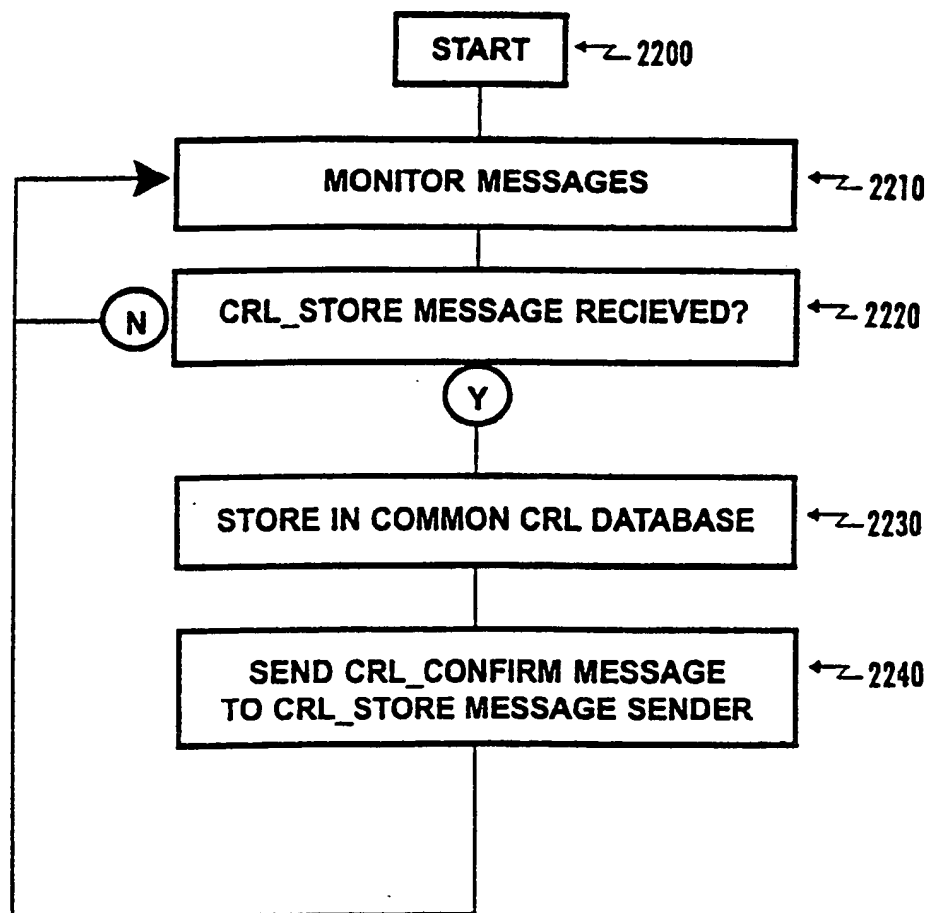 START
2200
MONITOR MESSAGES
2210
N
CRL_STORE MESSAGE RECIEVED?
2220
Y
STORE IN COMMON CRL DATABASE
2230
SEND CRL_CONFIRM MESSAGE
TO CRL_STORE MESSAGE SENDER
2240